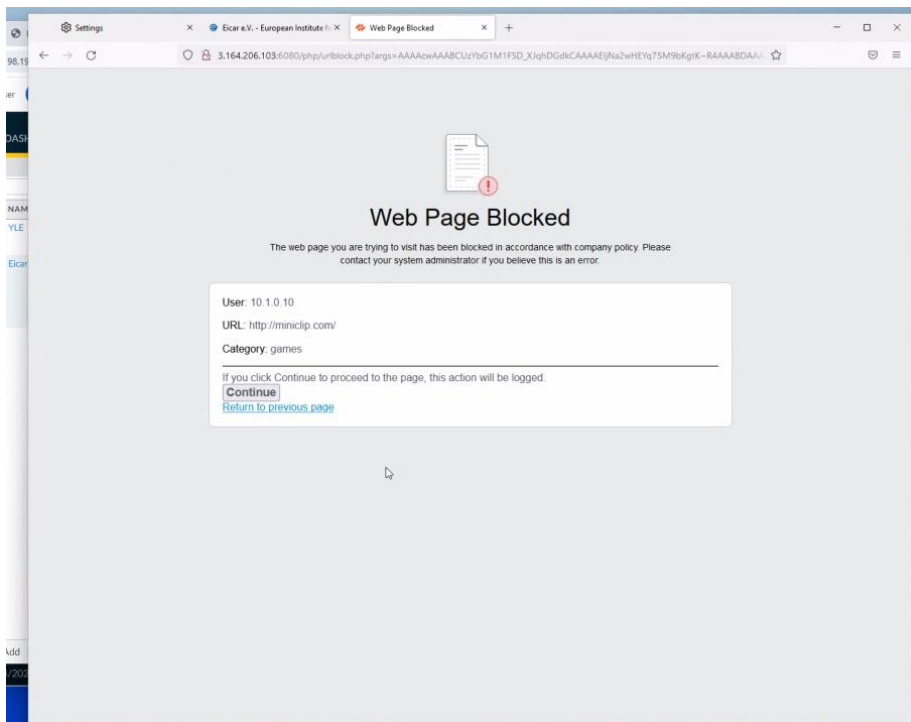 Settings
Eicar e.V. - European Institute f
Web Page Blocked
98.19
3.164.206.103:6080/php/urlblock.php?args=
ser
DASH
NAM
YLE
Eicar
Web Page Blocked
The web page you are trying to visit has been blocked in accordance with company policy. Please
contact your system administrator if you believe this is an error.
User: 10.1.0.10
URL: http://miniclip.com/
Category: games
If you click Continue to proceed to the page, this action will be logged.
Continue
Return to previous page
Add
/202